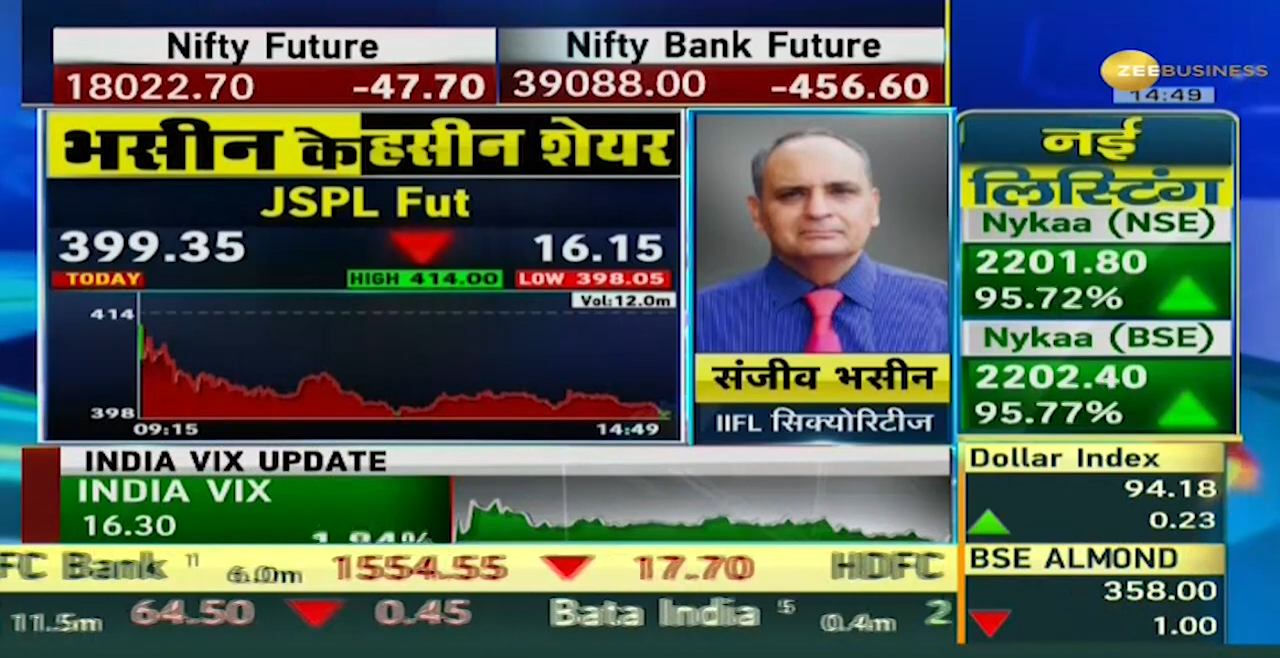 Nifty Future
Nifty Bank Future
18022.70 -47.70
39088.00 -456.60
ZEEBUSINESS
14:49
भसीन के हसीन शेयर
JSPL Fut
399.35 16.15
TODAY HIGH 414.00 LOW 398.05
Vol:12.0m
414
398
09:15 14:49
संजीव भसीन
IIFL सिक्योरिटीज
नई
लिस्टिंग
Nykaa (NSE)
2201.80
95.72%
Nykaa (BSE)
2202.40
95.77%
INDIA VIX UPDATE
INDIA VIX
16.30
1.84%
Dollar Index
94.18
0.23
BSE ALMOND
358.00
1.00
FC Bank 11 6.0m 1554.55 17.70 HDFC
11.5m 64.50 0.45 Bata India 0.4m 2